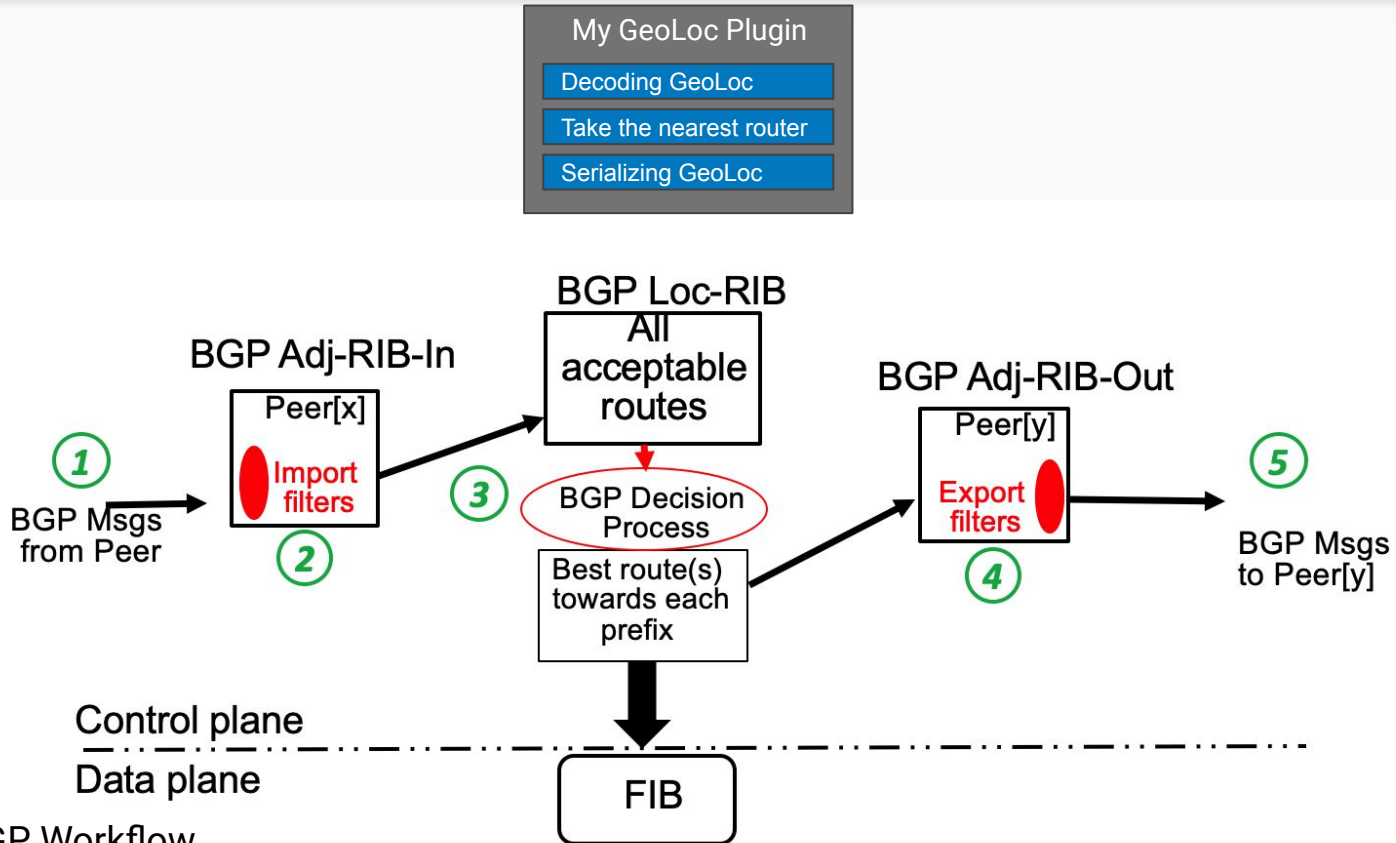 My GeoLoc Plugin
Decoding GeoLoc
Take the nearest router
Serializing GeoLoc
BGP Loc-RIB
All
acceptable
routes
BGP Adj-RIB-In
Peer[x]
Import
filters
BGP Adj-RIB-Out
Peer[y]
Export
filters
1
BGP Msgs
from Peer
2
3
BGP Decision
Process
Best route(s)
towards each
prefix
4
5
BGP Msgs
to Peer[y]
Control plane
Data plane
FIB
GP Workflow